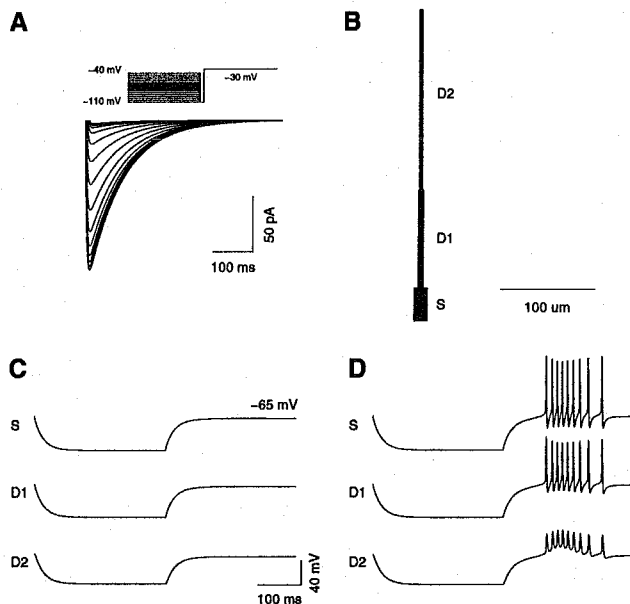 A
−40 mV
−30 mV
−110 mV
50 pA
100 ms
B
D2
D1
S
100 um
C
−65 mV
S
D1
D2
40 mV
100 ms
D
S
D1
D2